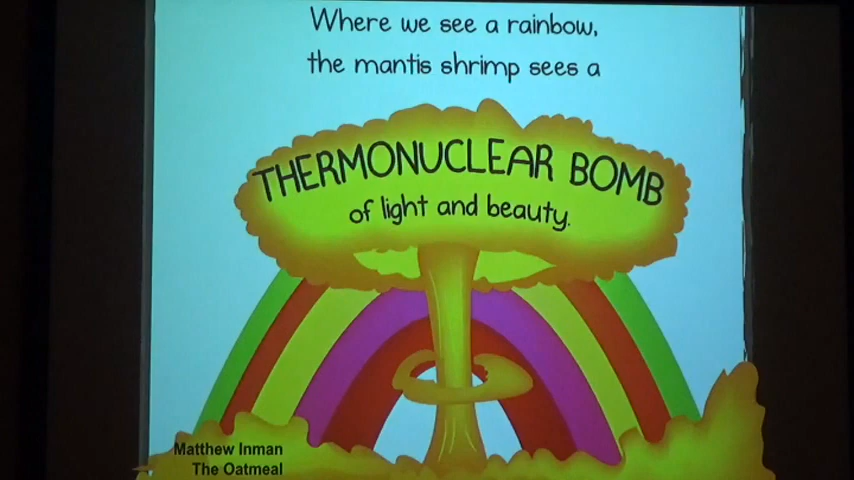 Where we see a rainbow,
the mantis shrimp sees a
THERMONUCLEAR BOMB
of light and beauty.
Matthew Inman
The Oatmeal